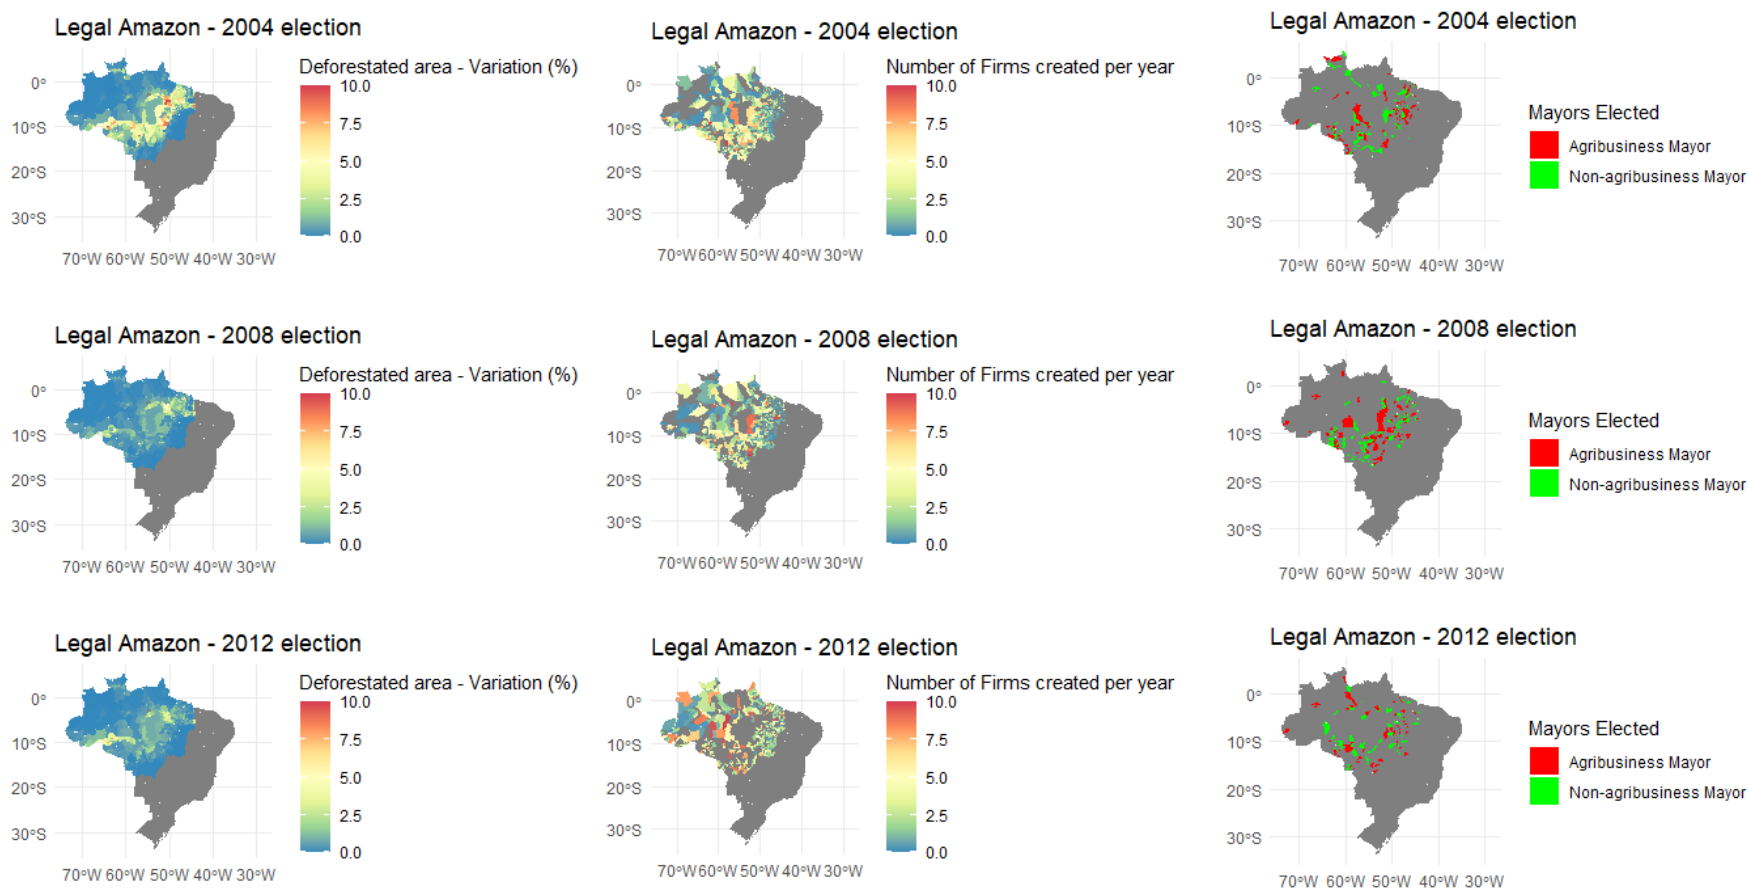 Legal Amazon - 2004 election
Deforestated area - Variation (%)
10.0
7.5
5.0
2.5
0.0
0°
10°S
20°S
30°S
70°W 60°W 50°W 40°W 30°W
Legal Amazon - 2004 election
Number of Firms created per year
10.0
7.5
5.0
2.5
0.0
0°
10°S
20°S
30°S
70°W 60°W 50°W 40°W 30°W
Legal Amazon - 2004 election
Mayors Elected
Agribusiness Mayor
Non-agribusiness Mayor
0°
10°S
20°S
30°S
70°W 60°W 50°W 40°W 30°W
Legal Amazon - 2008 election
Deforestated area - Variation (%)
10.0
7.5
5.0
2.5
0.0
0°
10°S
20°S
30°S
70°W 60°W 50°W 40°W 30°W
Legal Amazon - 2008 election
Number of Firms created per year
10.0
7.5
5.0
2.5
0.0
0°
10°S
20°S
30°S
70°W 60°W 50°W 40°W 30°W
Legal Amazon - 2008 election
Mayors Elected
Agribusiness Mayor
Non-agribusiness Mayor
0°
10°S
20°S
30°S
70°W 60°W 50°W 40°W 30°W
Legal Amazon - 2012 election
Deforestated area - Variation (%)
10.0
7.5
5.0
2.5
0.0
0°
10°S
20°S
30°S
70°W 60°W 50°W 40°W 30°W
Legal Amazon - 2012 election
Number of Firms created per year
10.0
7.5
5.0
2.5
0.0
0°
10°S
20°S
30°S
70°W 60°W 50°W 40°W 30°W
Legal Amazon - 2012 election
Mayors Elected
Agribusiness Mayor
Non-agribusiness Mayor
0°
10°S
20°S
30°S
70°W 60°W 50°W 40°W 30°W